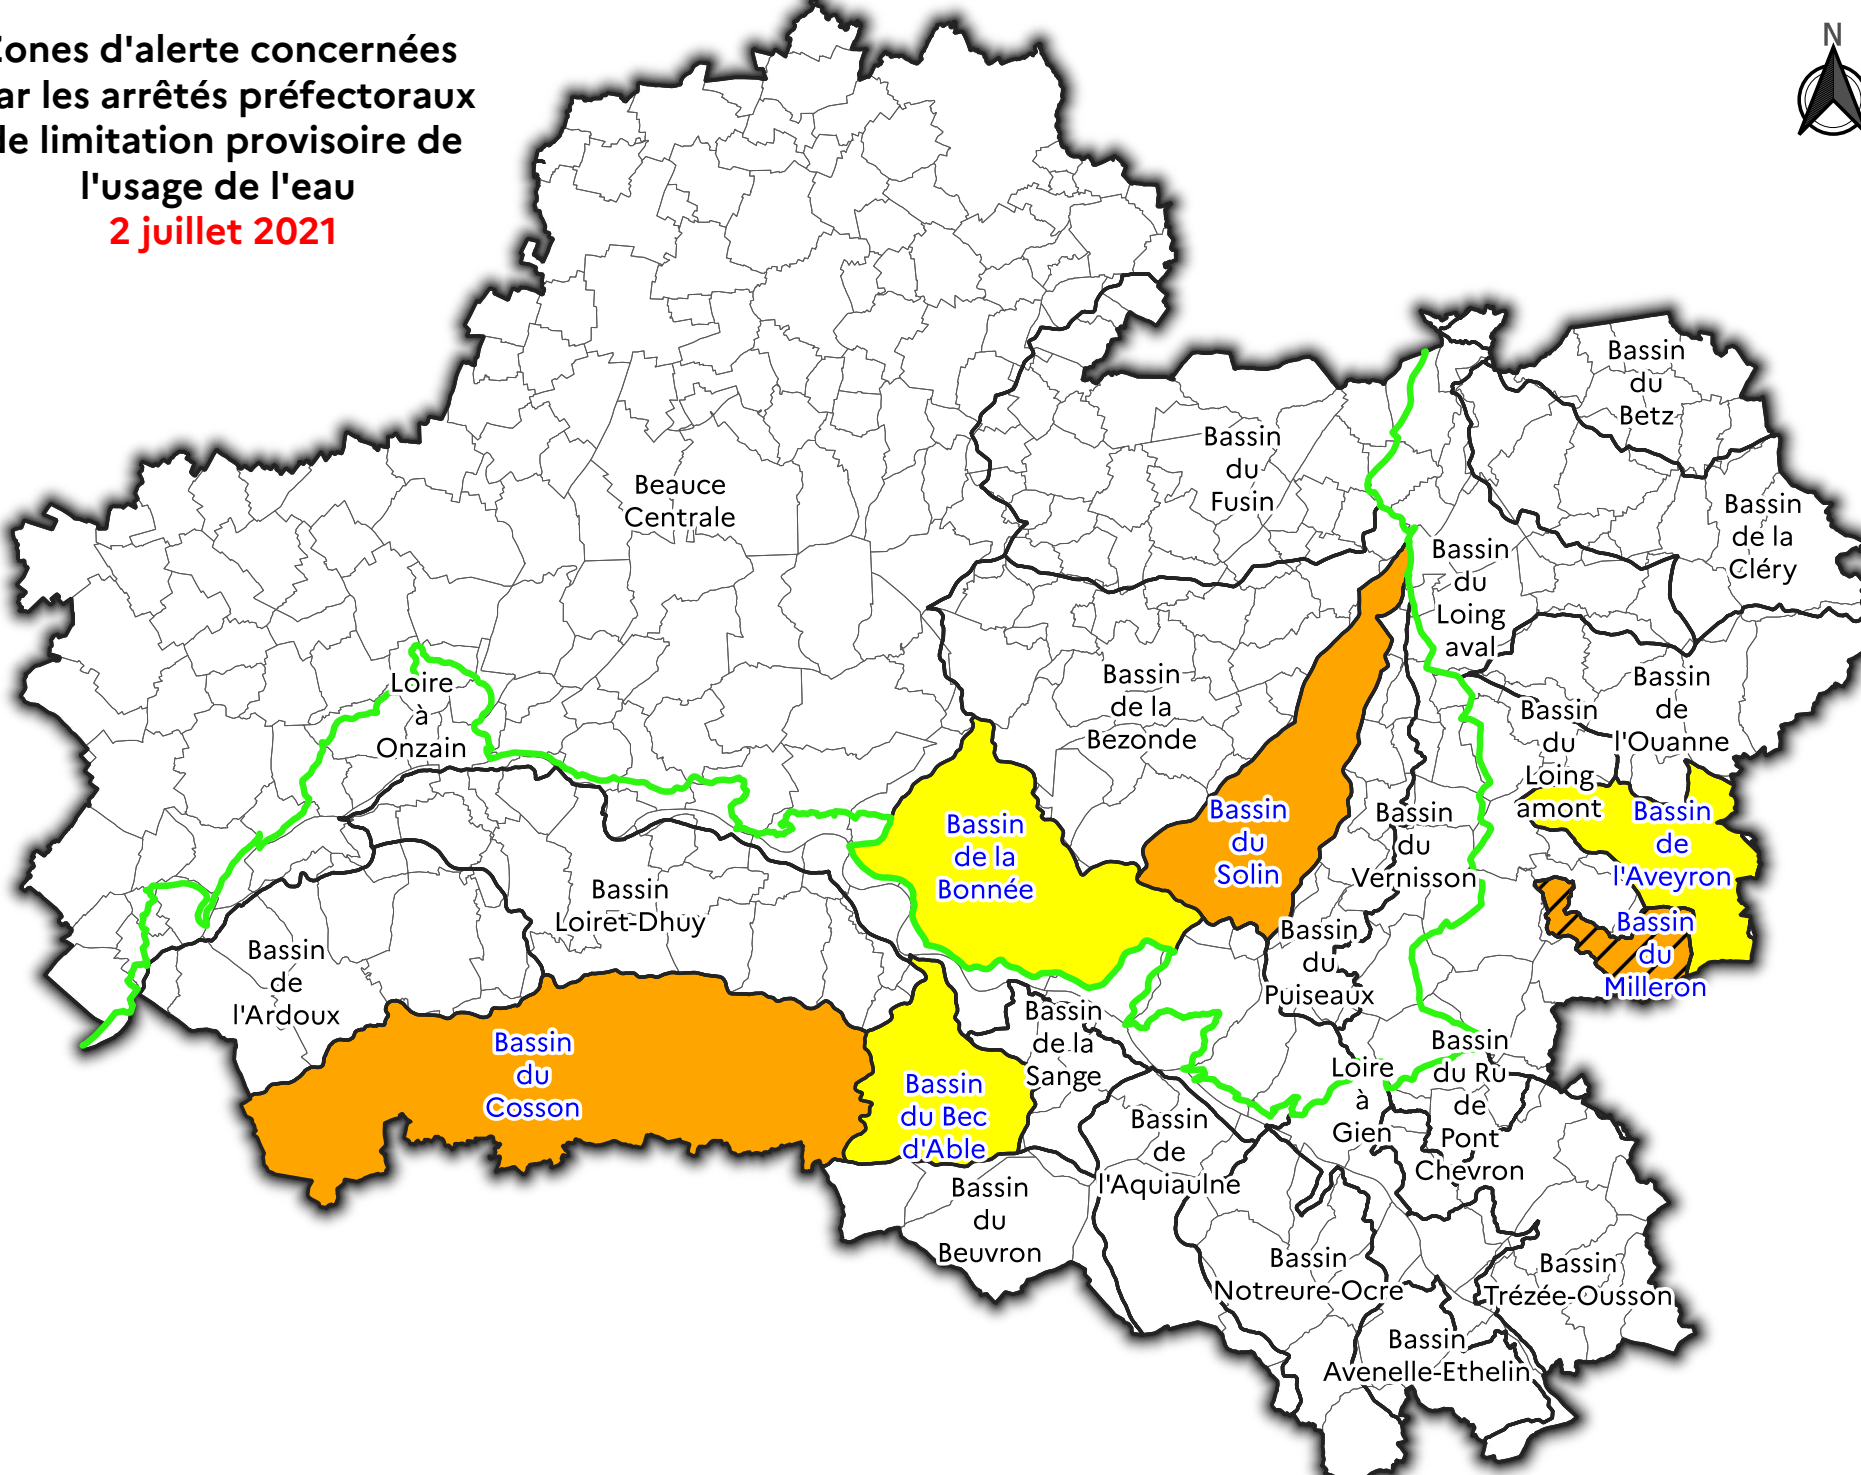 ones d'alerte concernées
ar les arrêtés préfectoraux
de limitation provisoire de
l'usage de l'eau
2 juillet 2021
N
Bassin
du
Betz
Bassin
du
Fusin
Beauce
Centrale
Bassin
de la
Cléry
Bassin
du
Loing
aval
Bassin
de la
Bezonde
Bassin
de
l'Ouanne
Loire
à
Onzain
Bassin
du
Loing
amont
Bassin
du
Solin
Bassin
du
Vernisson
Bassin
de
l'Aveyron
Bassin
de la
Bonnée
Bassin
Loiret-Dhuy
Bassin
du
Milleron
Bassin
du
Puiseaux
Bassin
de
l'Ardoux
Bassin
de la
Sange
Bassin
du
Cosson
Bassin
du Rù
de
Pont
Chevron
Loire
à
Gien
Bassin
du Bec
d'Able
Bassin
de
l'Aquiaulne
Bassin
du
Beuvron
Bassin
Notreure-Ocre
Bassin
Trézée-Ousson
Bassin
Avenelle-Ethelin